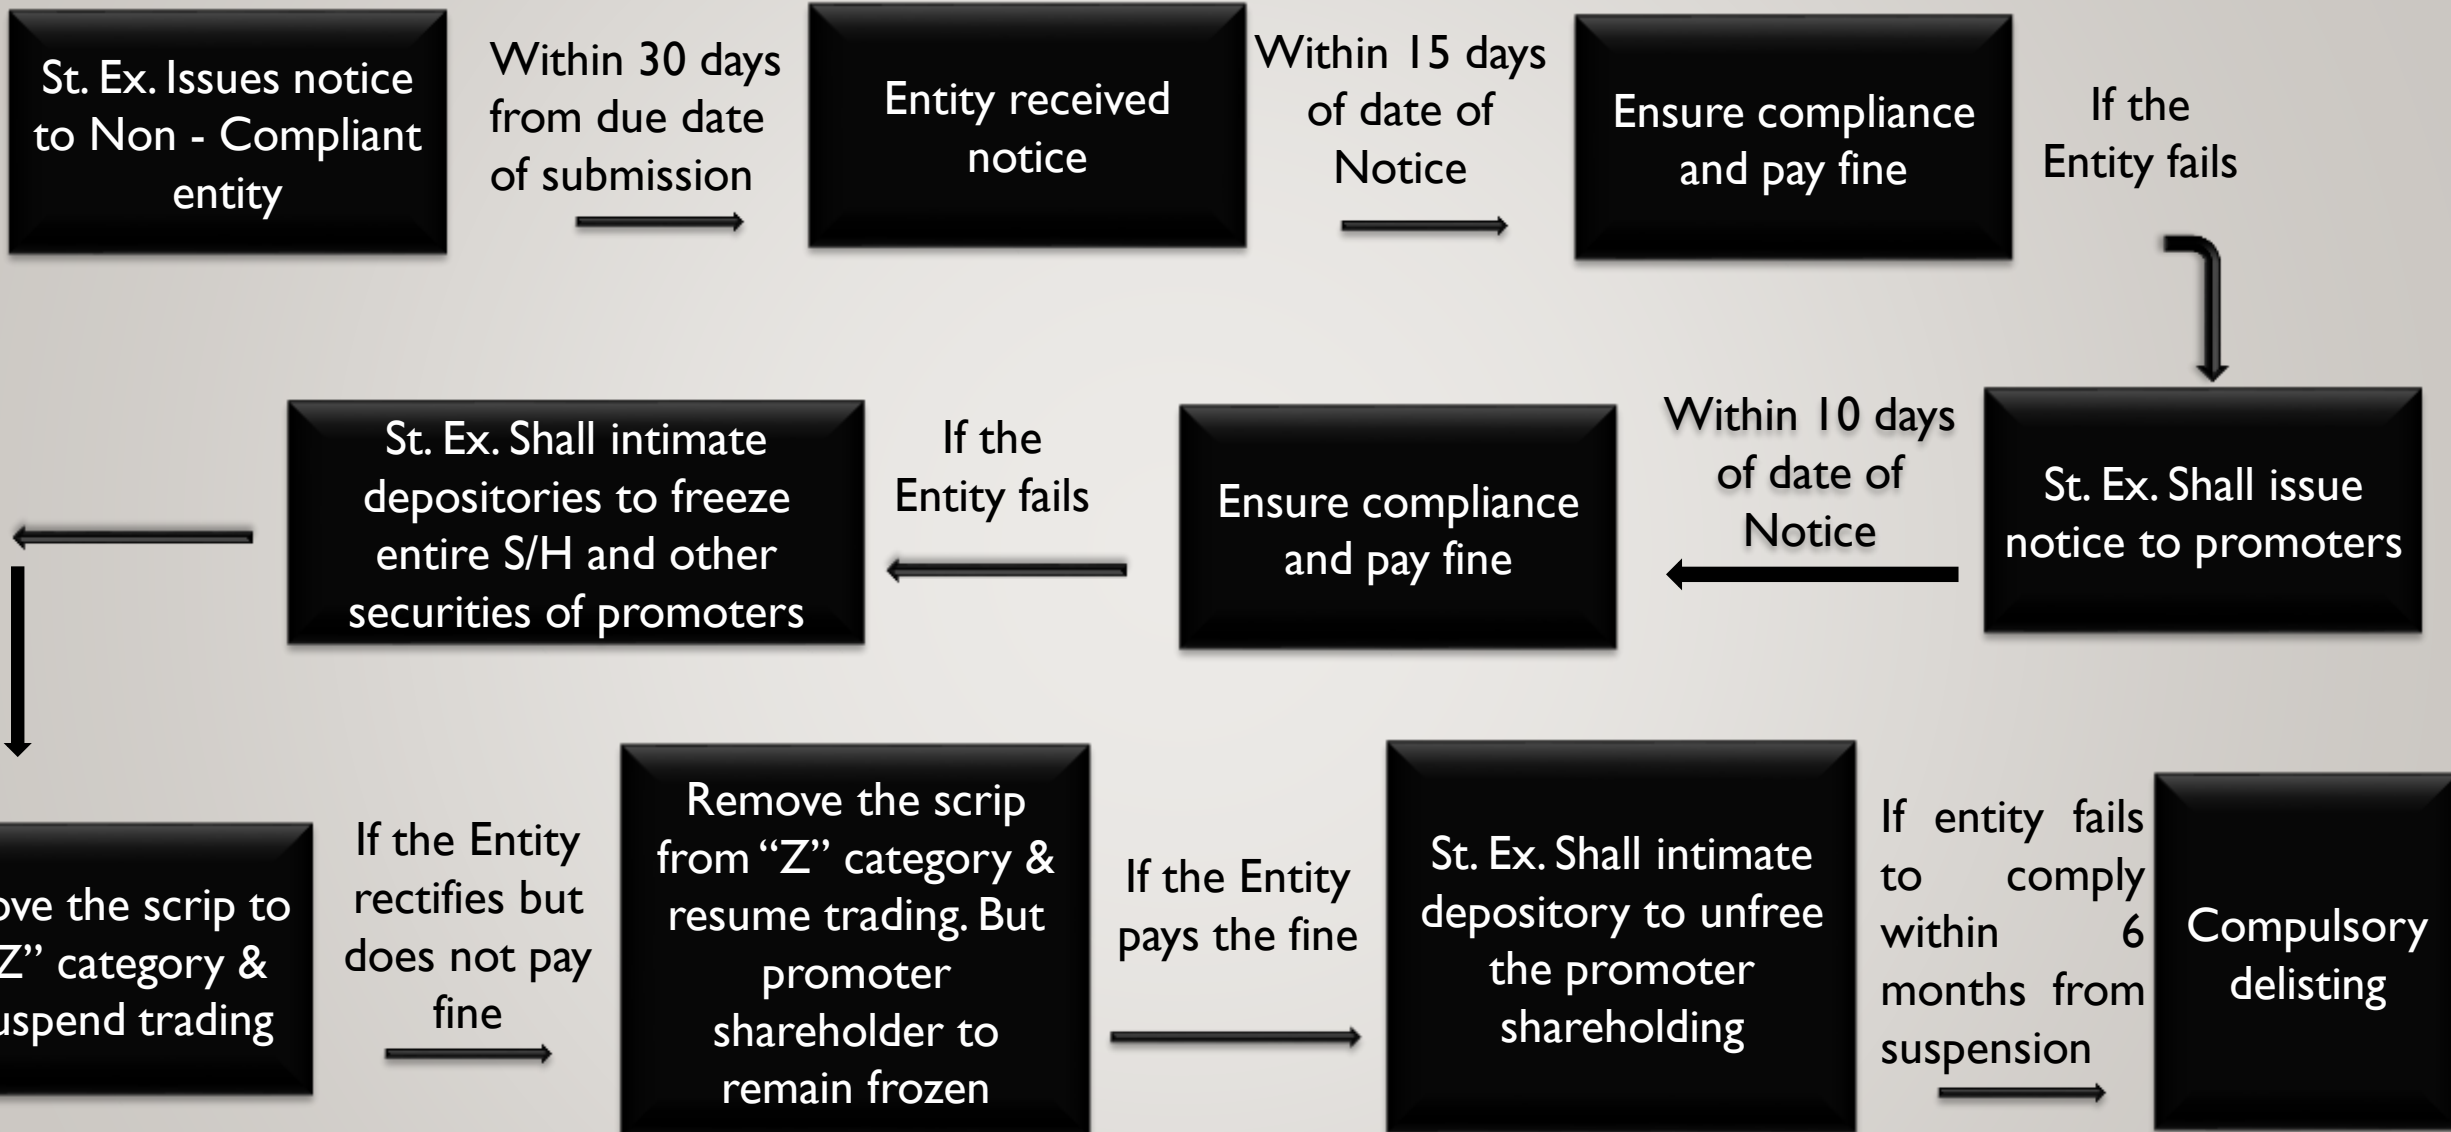 St. Ex. Issues notice
to Non - Compliant
entity
Within 30 days
from due date
of submission
Entity received
notice
Within 15 days
of date of
Notice
Ensure compliance
and pay fine
If the
Entity fails
St. Ex. Shall issue
notice to promoters
Within 10 days
of date of
Notice
Ensure compliance
and pay fine
If the
Entity fails
St. Ex. Shall intimate
depositories to freeze
entire S/H and other
securities of promoters
ove the scrip to
Z” category &
uspend trading
If the Entity
rectifies but
does not pay
fine
Remove the scrip
from “Z” category &
resume trading. But
promoter
shareholder to
remain frozen
If the Entity
pays the fine
St. Ex. Shall intimate
depository to unfree
the promoter
shareholding
If entity fails
to comply
within 6
months from
suspension
Compulsory
delisting